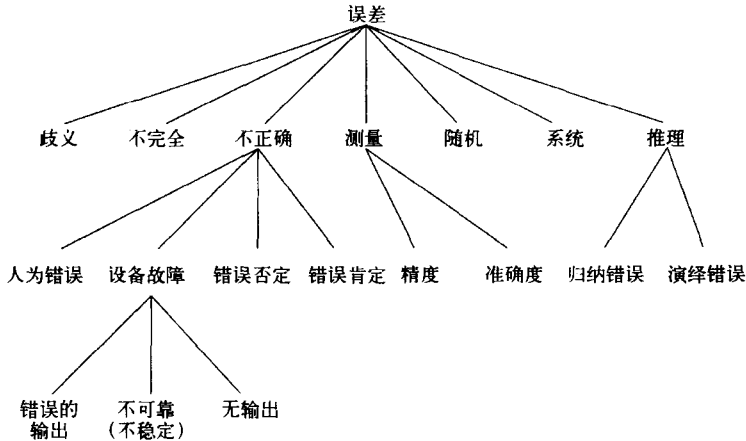 误差
歧义 不完全 不正确 测量 随机 系统 推理
人为错误 设备故障 错误否定 错误肯定 精度 准确度 归纳错误 演绎错误
错误的 不可靠 无输出
输出 (不稳定)